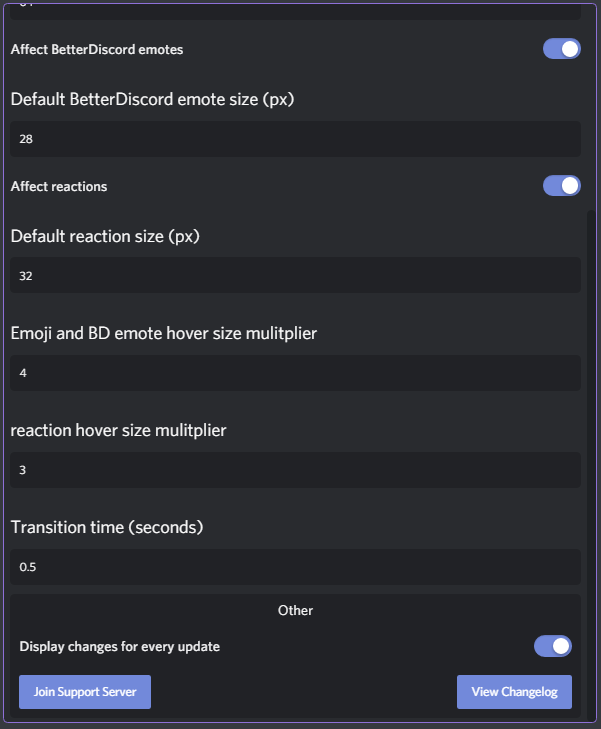 Affect BetterDiscord emotes
Default BetterDiscord emote size (px)
28
Affect reactions
Default reaction size (px)
32
Emoji and BD emote hover size mulitplier
4
reaction hover size mulitplier
3
Transition time (seconds)
0.5
Other
Display changes for every update
Join Support Server
View Changelog